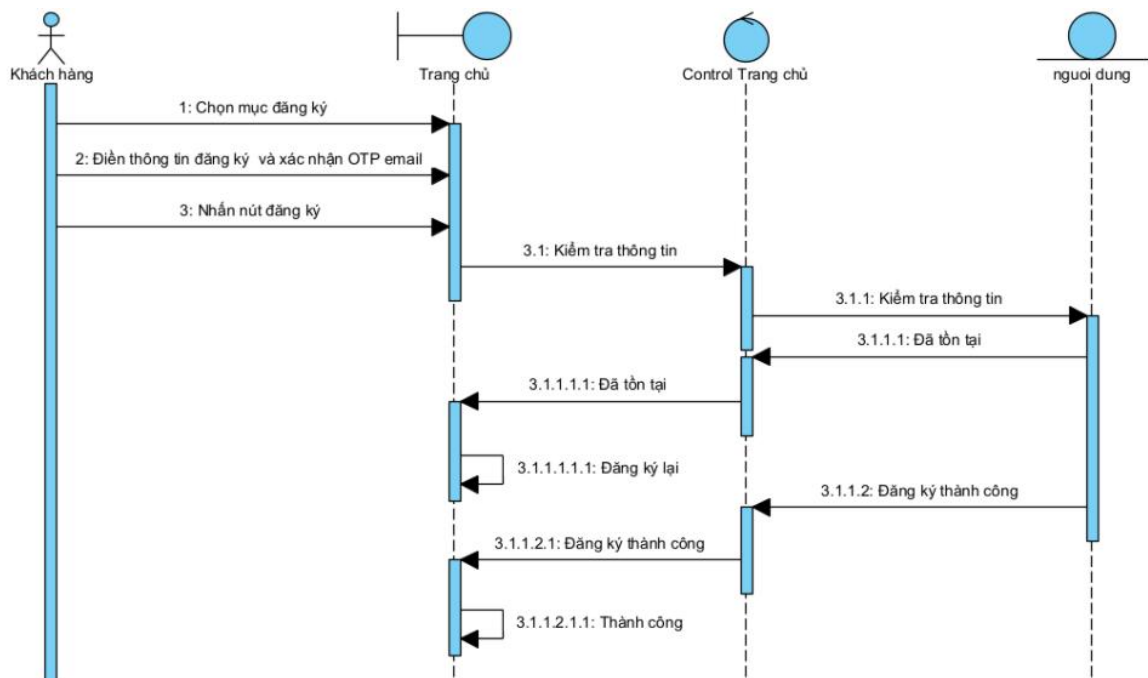 Khách hàng
Trang chủ
Control Trang chủ
nguoi dung
1: Chọn mục đăng ký
2: Điền thông tin đăng ký và xác nhận OTP email
3: Nhấn nút đăng ký
3.1: Kiểm tra thông tin
3.1.1: Kiểm tra thông tin
3.1.1.1: Đã tồn tại
3.1.1.1.1: Đã tồn tại
3.1.1.1.1.1: Đăng ký lại
3.1.1.2: Đăng ký thành công
3.1.1.2.1: Đăng ký thành công
3.1.1.2.1.1: Thành công